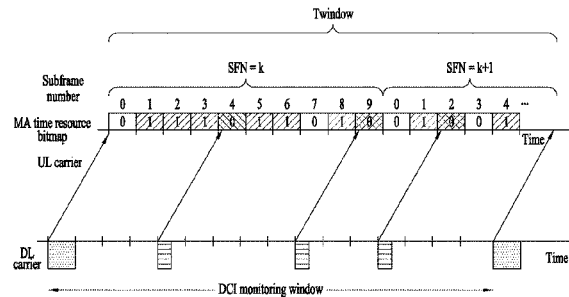 Twindow
SFN = k SFN = k+1
Subframe number 0 1 2 3 4 5 6 7 8 9 0 1 2 3 4 ...
MA time resource bitmap 0 1 1 1 0 1 1 0 1 0 0 1 0 0 1 Time
UL carrier
DL carrier Time
DCI monitoring window